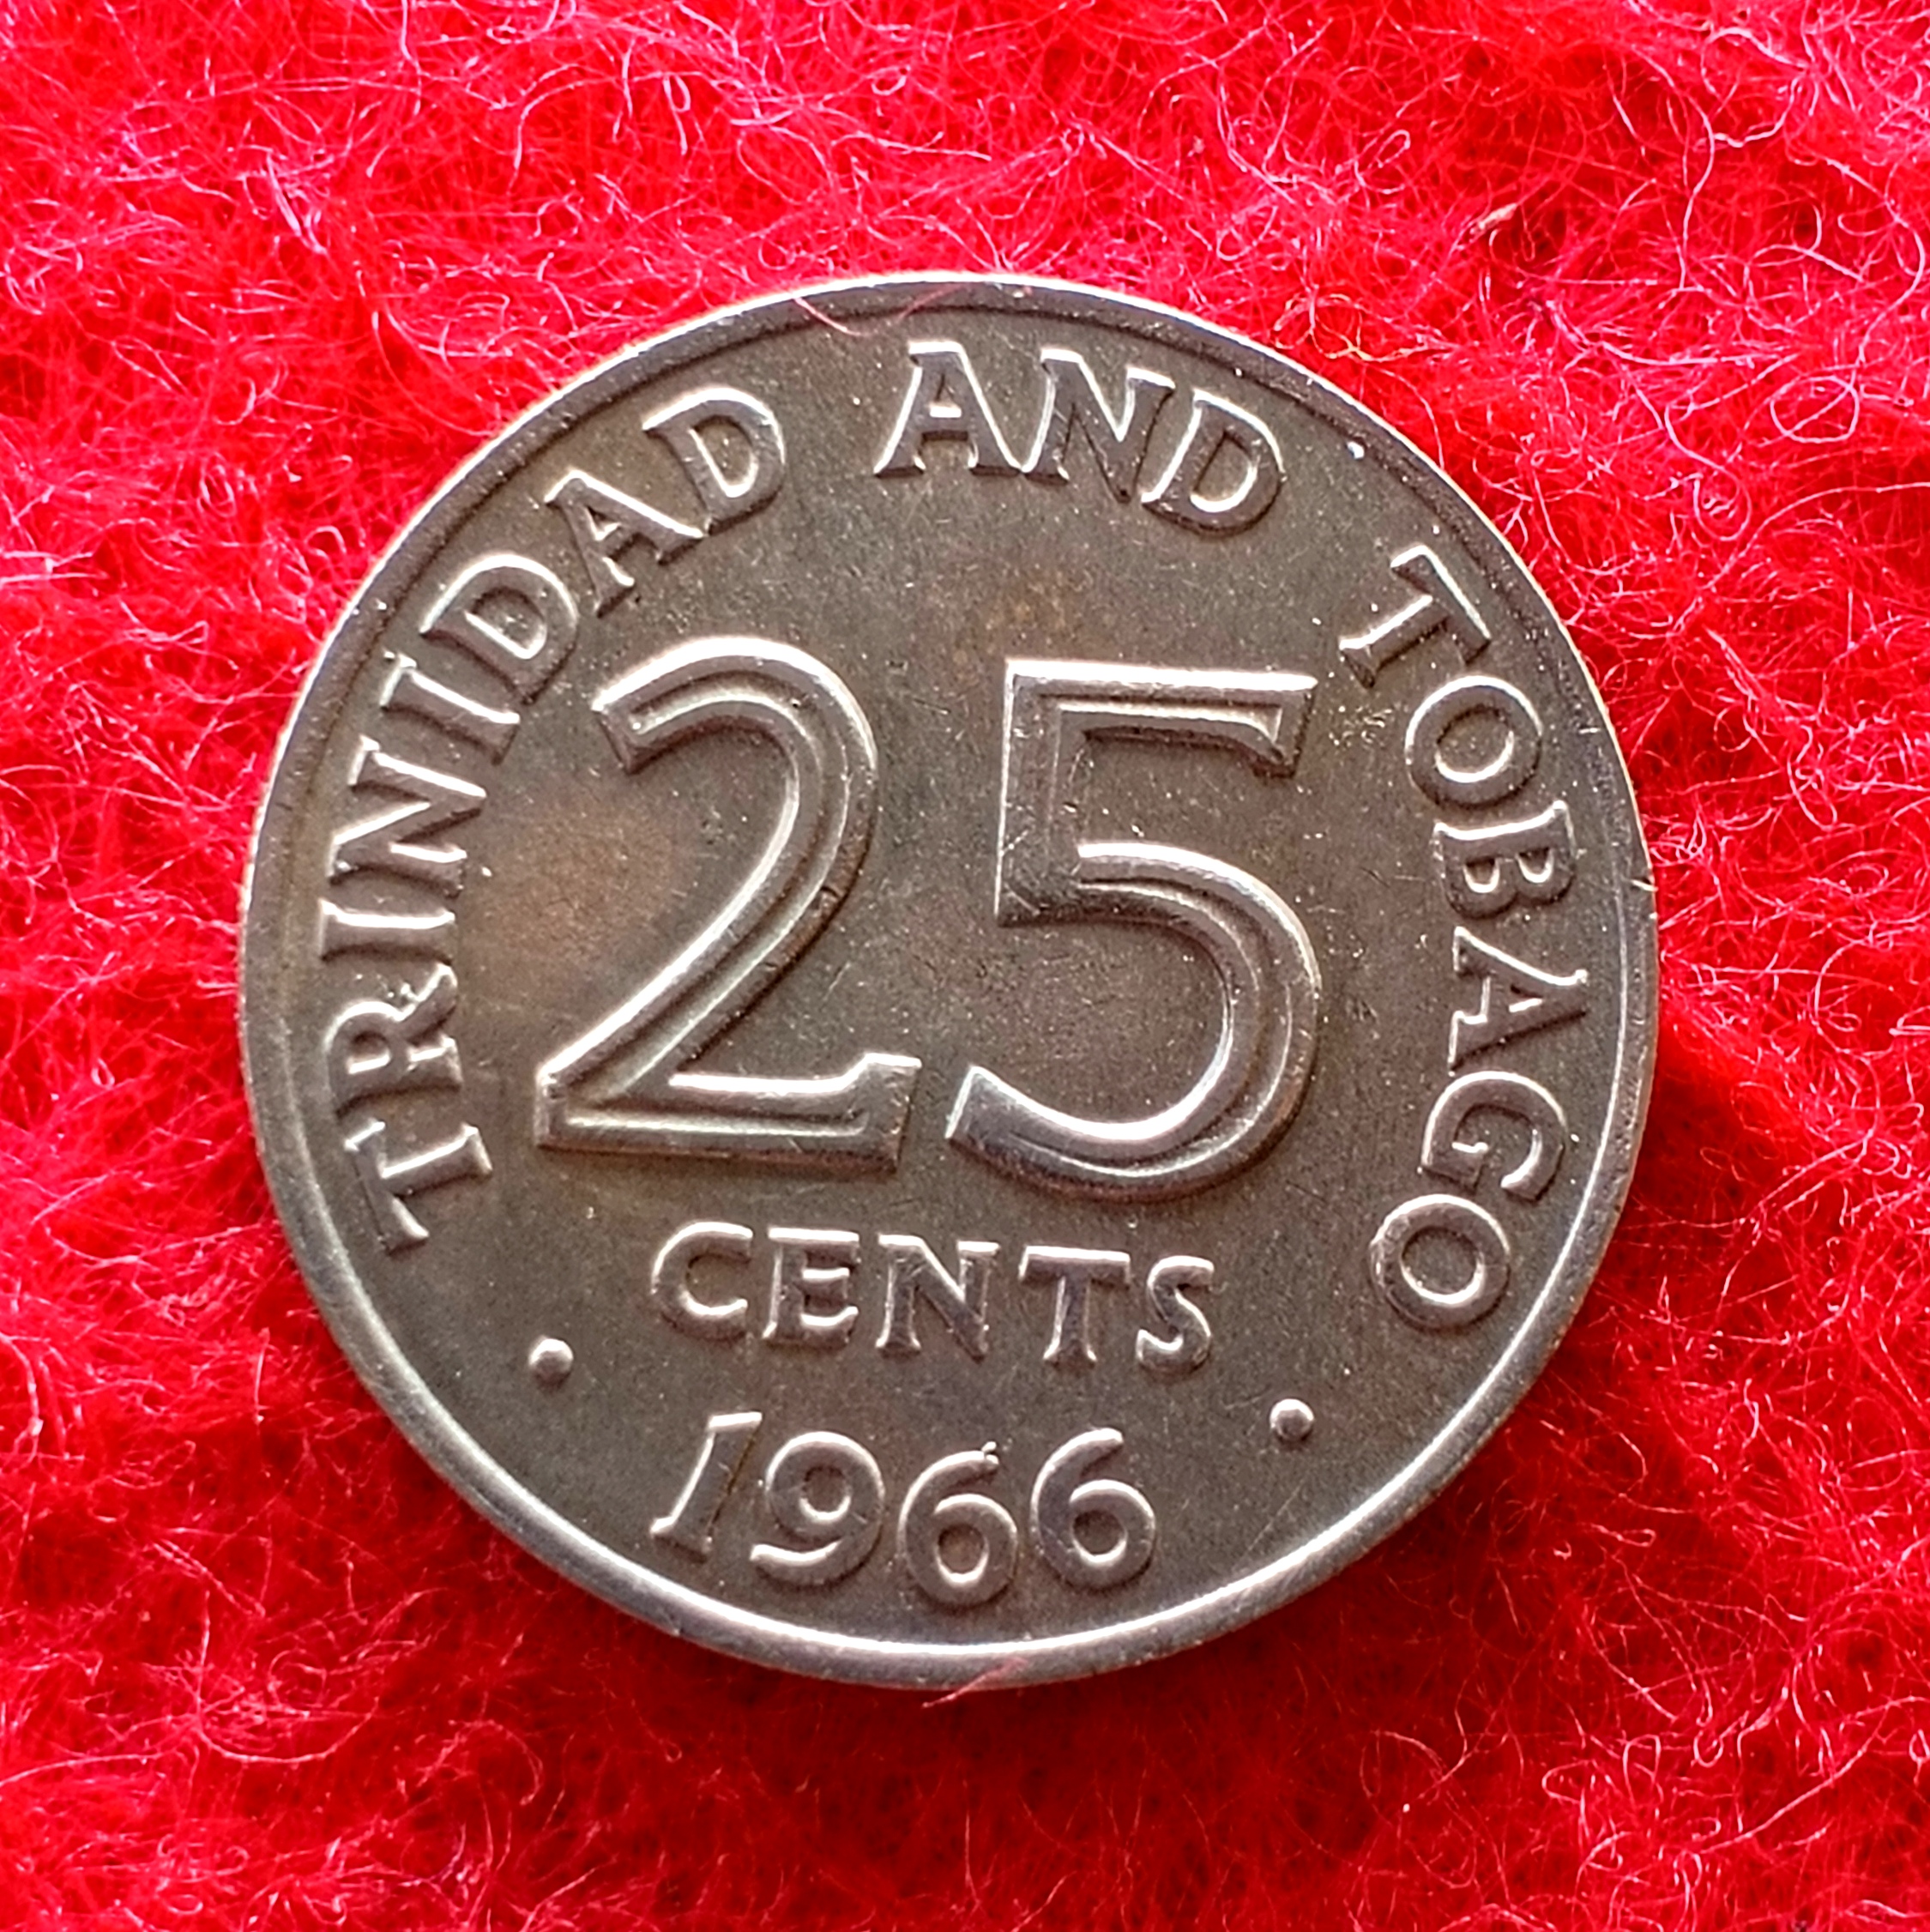 TRINIDAD AND TOBAGO
25
CENTS
· 1966 ·